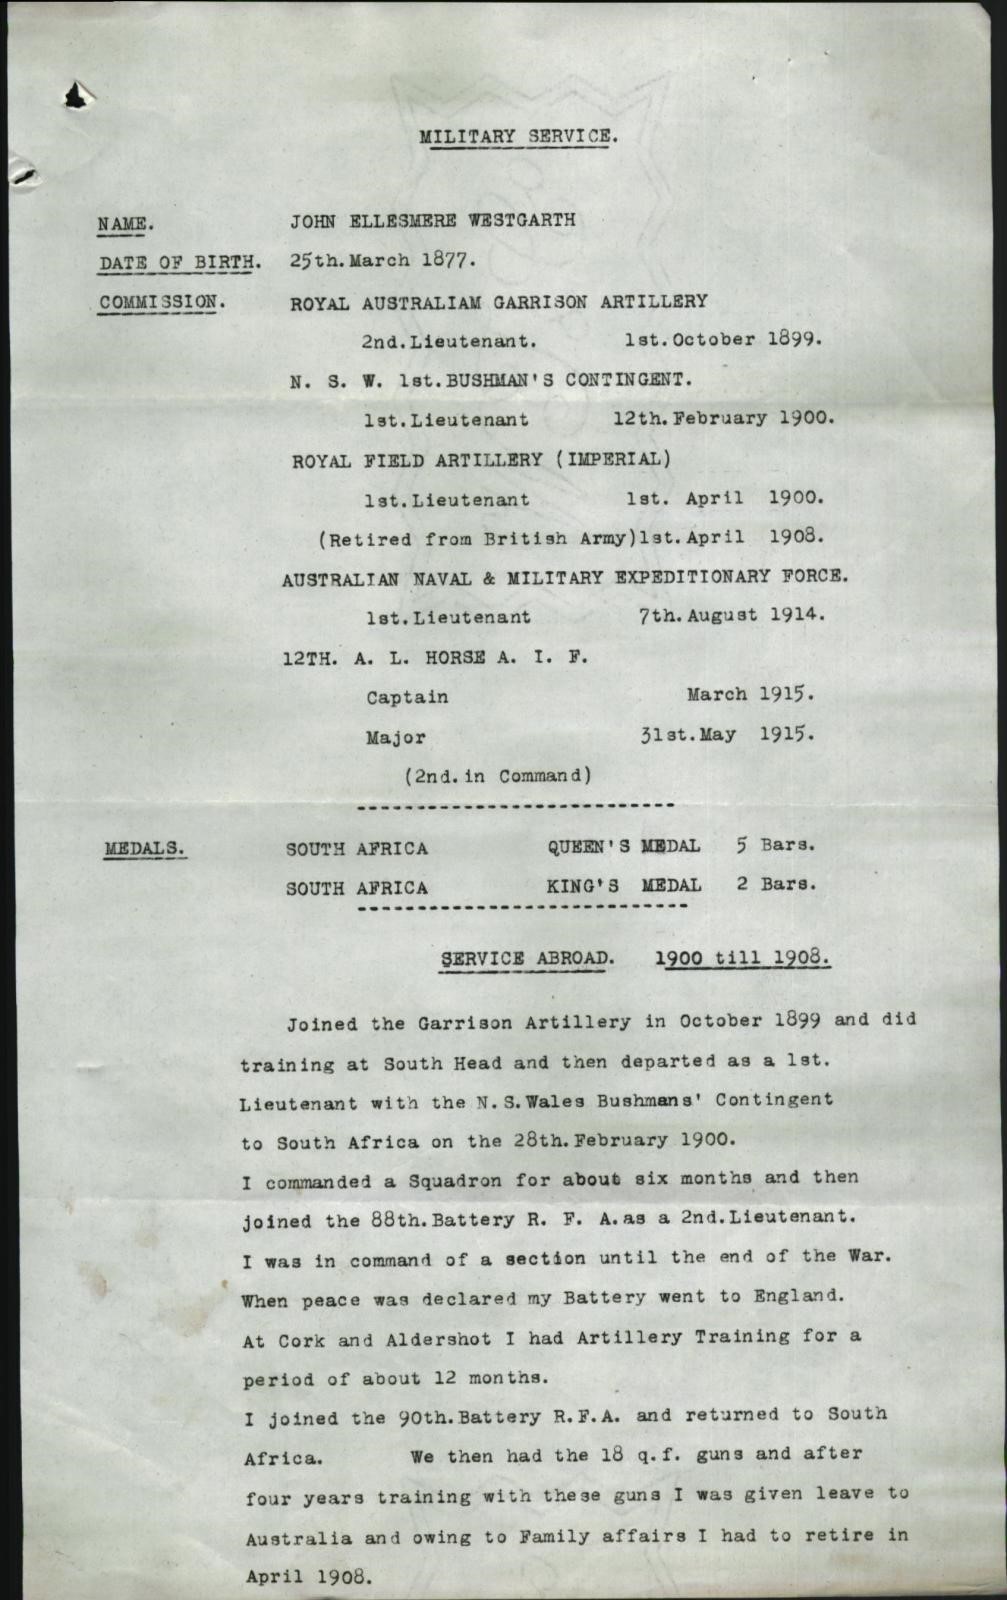 MILITARY SERVICE.
NAME. JOHN ELLESMERE WESTGARTH
DATE OF BIRTH. 25th.March 1877.
COMMISSION. ROYAL AUSTRALIAM GARRISON ARTILLERY
2nd.Lieutenant. 1st.October 1899.
N. S. W. 1st.BUSHMAN'S CONTINGENT.
1st.Lieutenant 12th.February 1900.
ROYAL FIELD ARTILLERY (IMPERIAL)
1st.Lieutenant 1st. April 1900.
(Retired from British Army)1st.April 1908.
AUSTRALIAN NAVAL & MILITARY EXPEDITIONARY FORCE.
1st.Lieutenant 7th.August 1914.
12TH. A. L. HORSE A. I. F.
Captain March 1915.
Major 31st.May 1915.
(2nd.in Command)
---------------------------
MEDALS. SOUTH AFRICA QUEEN'S MEDAL 5 Bars.
SOUTH AFRICA KING'S MEDAL 2 Bars.
----------------------------
SERVICE ABROAD. 1900 till 1908.
Joined the Garrison Artillery in October 1899 and did
training at South Head and then departed as a 1st.
Lieutenant with the N.S.Wales Bushmans' Contingent
to South Africa on the 28th.February 1900.
I commanded a Squadron for about six months and then
joined the 88th.Battery R. F. A.as a 2nd.Lieutenant.
I was in command of a section until the end of the War.
When peace was declared my Battery went to England.
At Cork and Aldershot I had Artillery Training for a
period of about 12 months.
I joined the 90th.Battery R.F.A. and returned to South
Africa. We then had the 18 q.f. guns and after
four years training with these guns I was given leave to
Australia and owing to Family affairs I had to retire in
April 1908.